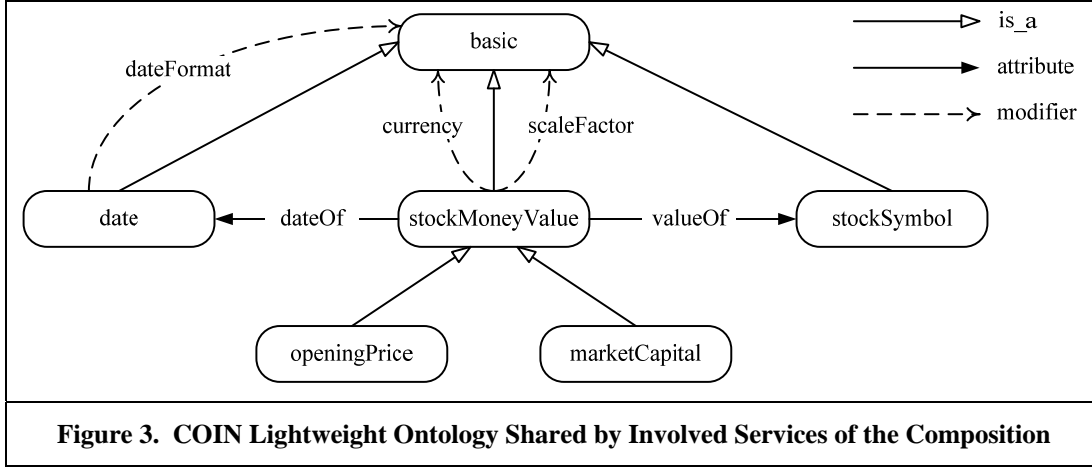 basic
is_a
dateFormat
attribute
modifier
currency
scaleFactor
date
dateOf
stockMoneyValue
valueOf
stockSymbol
openingPrice
marketCapital
Figure 3. COIN Lightweight Ontology Shared by Involved Services of the Composition